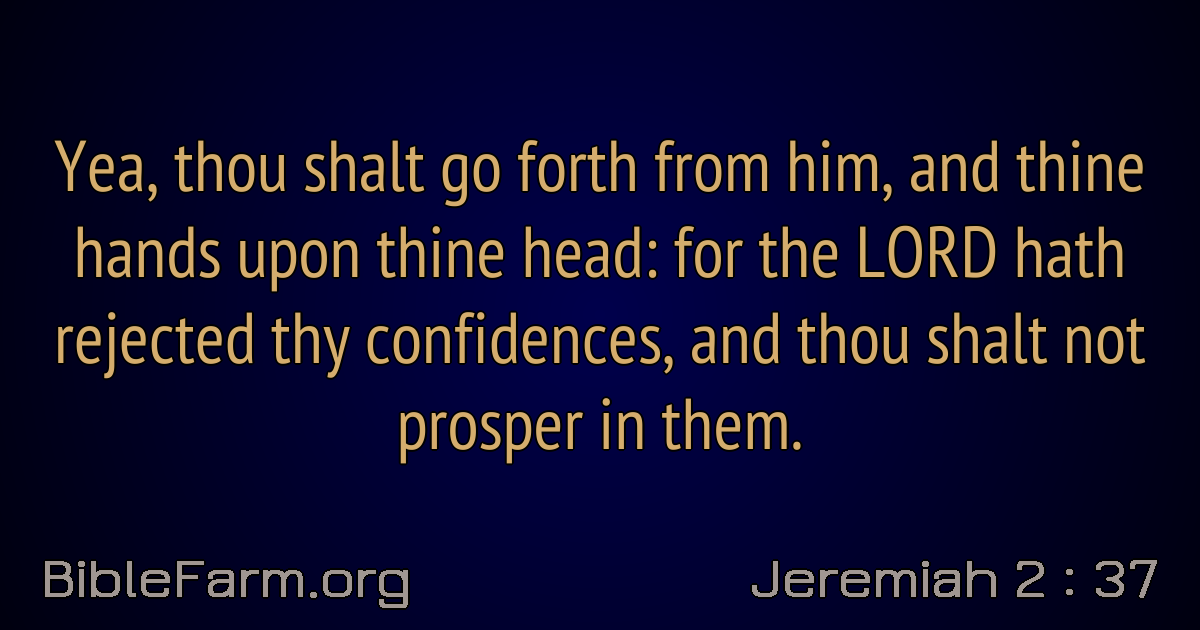 Yea, thou shalt go forth from him, and thine
hands upon thine head: for the LORD hath
rejected thy confidences, and thou shalt not
prosper in them.
BibleFarm.org
Jeremiah 2 : 37